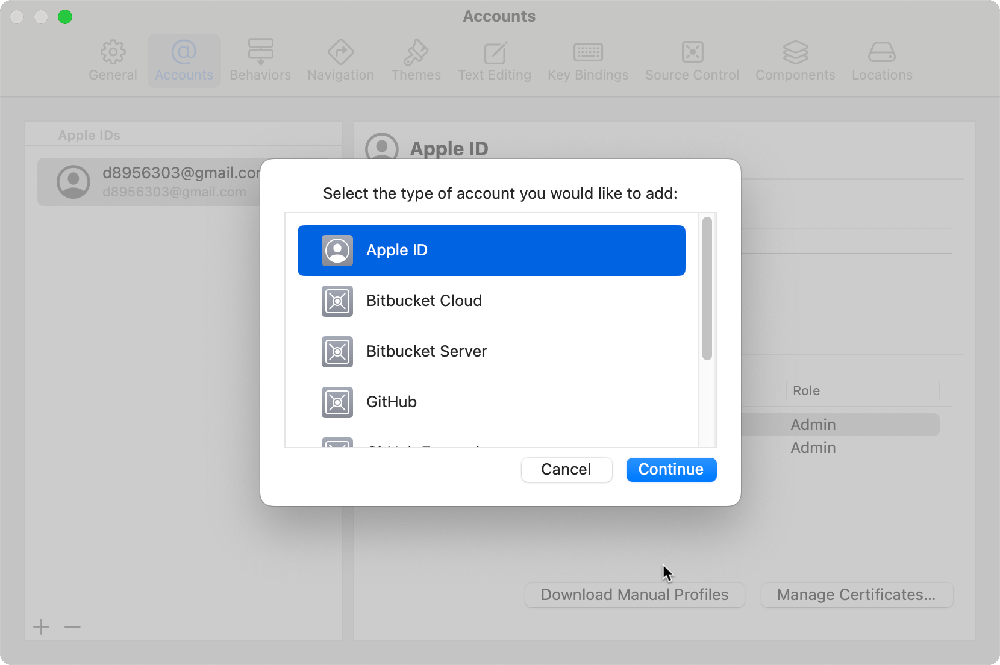 Accounts
General
Accounts
Behaviors
Navigation
Themes
Text Editing
Key Bindings
Source Control
Components
Locations
Apple IDs
d8956303@gmail.co
d8956303@gmail.com
Apple ID
Select the type of account you would like to add:
Apple ID
Bitbucket Cloud
Bitbucket Server
GitHub
Cancel
Continue
Role
Admin
Admin
Download Manual Profiles
Manage Certificates...